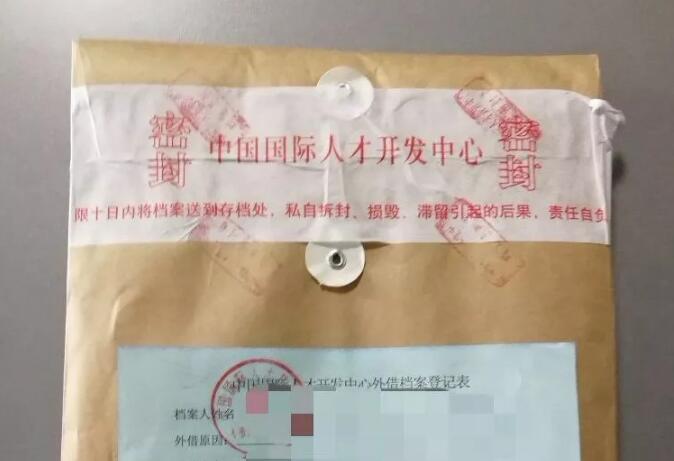 密封 中国国际人才开发中心 密封
限十日内将档案送到存档处，私自拆封、损毁、滞留引起的后果，责任自负
中国国际人才开发中心外借档案登记表
档案人姓名
外借原因：